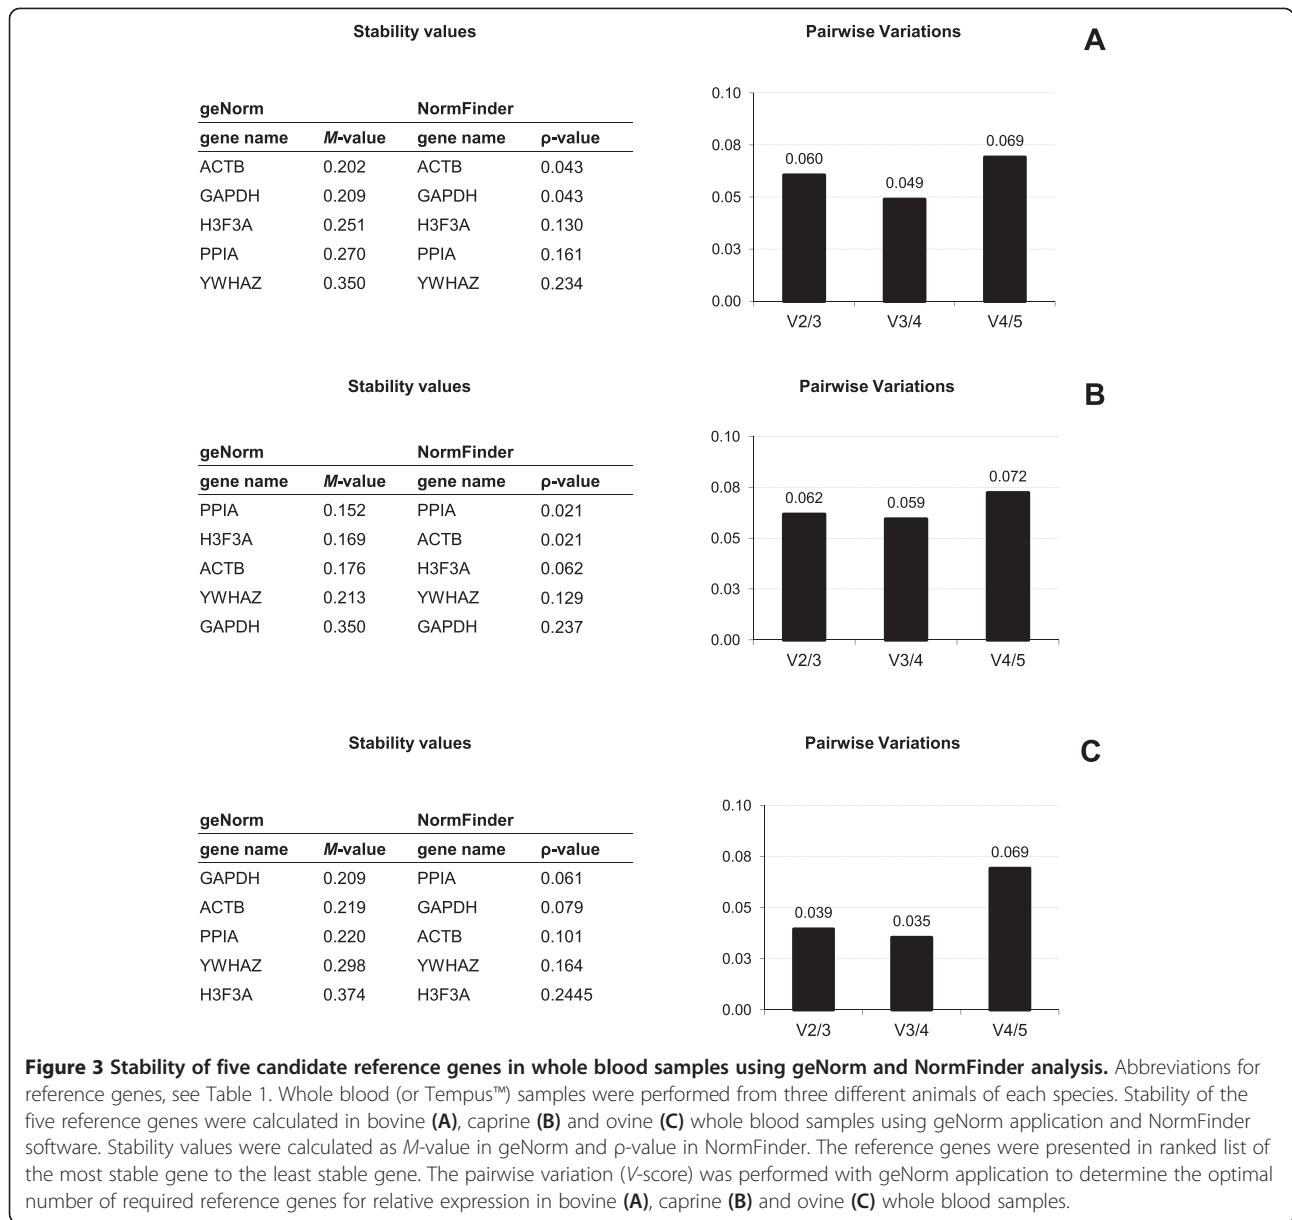 Stability values
Pairwise Variations
A
geNorm NormFinder
gene name M-value gene name ρ-value
ACTB 0.202 ACTB 0.043
GAPDH 0.209 GAPDH 0.043
H3F3A 0.251 H3F3A 0.130
PPIA 0.270 PPIA 0.161
YWHAZ 0.350 YWHAZ 0.234
0.10
0.08
0.05
0.03
0.00
0.060
0.049
0.069
V2/3 V3/4 V4/5
Stability values
Pairwise Variations
B
geNorm NormFinder
gene name M-value gene name ρ-value
PPIA 0.152 PPIA 0.021
H3F3A 0.169 ACTB 0.021
ACTB 0.176 H3F3A 0.062
YWHAZ 0.213 YWHAZ 0.129
GAPDH 0.350 GAPDH 0.237
0.10
0.08
0.05
0.03
0.00
0.062
0.059
0.072
V2/3 V3/4 V4/5
Stability values
Pairwise Variations
C
geNorm NormFinder
gene name M-value gene name ρ-value
GAPDH 0.209 PPIA 0.061
ACTB 0.219 GAPDH 0.079
PPIA 0.220 ACTB 0.101
YWHAZ 0.298 YWHAZ 0.164
H3F3A 0.374 H3F3A 0.2445
0.10
0.08
0.05
0.03
0.00
0.039
0.035
0.069
V2/3 V3/4 V4/5
Figure 3 Stability of five candidate reference genes in whole blood samples using geNorm and NormFinder analysis. Abbreviations for
reference genes, see Table 1. Whole blood (or Tempus™) samples were performed from three different animals of each species. Stability of the
five reference genes were calculated in bovine (A), caprine (B) and ovine (C) whole blood samples using geNorm application and NormFinder
software. Stability values were calculated as M-value in geNorm and ρ-value in NormFinder. The reference genes were presented in ranked list of
the most stable gene to the least stable gene. The pairwise variation (V-score) was performed with geNorm application to determine the optimal
number of required reference genes for relative expression in bovine (A), caprine (B) and ovine (C) whole blood samples.